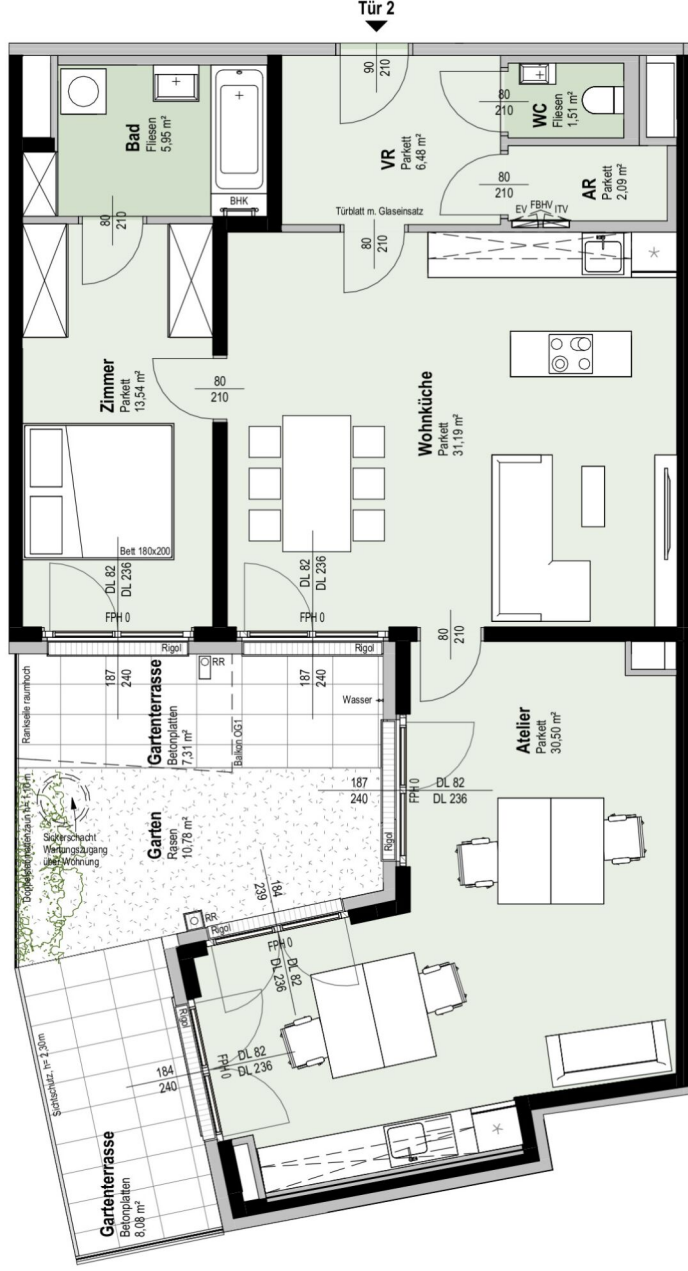 Tür 2
90
210
80
210
WC
Fliesen
1,51 m²
Bad
Fliesen
5,95 m²
VR
Parkett
6,48 m²
80
210
AR
Parkett
2,09 m²
BHK
EV
FBHV
ITV
Türblatt m. Glaseinsatz
80
210
80
210
Zimmer
Parkett
13,54 m²
80
210
Wohnküche
Parkett
31,19 m²
Bett 180x200
DL 82
DL 236
DL 82
DL 236
FPH 0
FPH 0
80
210
Rigol
Rigol
Rankseile raumhoch
187
240
Gartenterrasse
Betonplatten
7,31 m²
RR
Balkon OG1
187
240
Wasser
Atelier
Parkett
30,50 m²
187
240
FPH 0
DL 82
DL 236
Sickerschacht
Wartungszugang
über Wohnung
Garten
Rasen
10,78 m²
Rigol
184
239
RR
Rigol
FPH 0
DL 82
DL 236
Sichtschutz, h= 2,30m
Rigol
184
240
FPH 0
DL 82
DL 236
Gartenterrasse
Betonplatten
8,08 m²